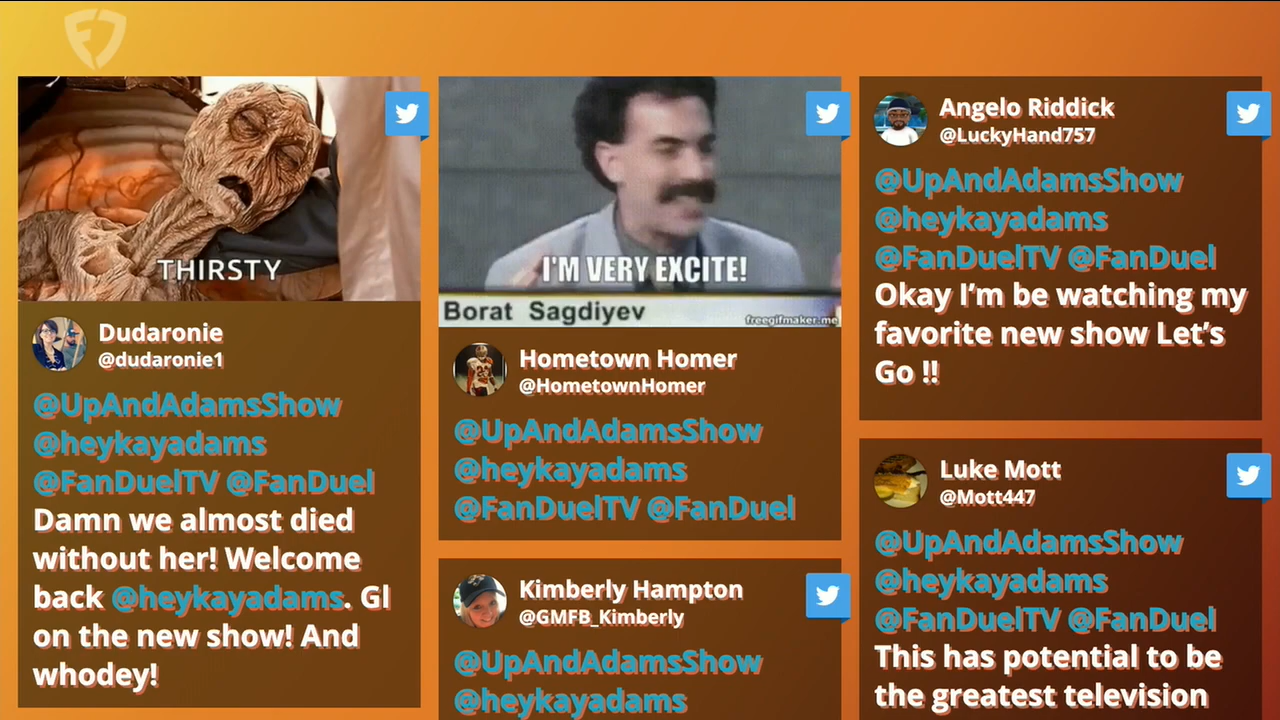 THIRSTY
Dudaronie
@dudaronie1
@UpAndAdamsShow
@heykayadams
@FanDuelTV @FanDuel
Damn we almost died
without her! Welcome
back @heykayadams. Gl
on the new show! And
whodey!
I'M VERY EXCITE!
Borat Sagdiyev
freegifmaker.me
Hometown Homer
@HometownHomer
@UpAndAdamsShow
@heykayadams
@FanDuelTV @FanDuel
Kimberly Hampton
@GMFB_Kimberly
@UpAndAdamsShow
@heykayadams
Angelo Riddick
@LuckyHand757
@UpAndAdamsShow
@heykayadams
@FanDuelTV @FanDuel
Okay I’m be watching my
favorite new show Let’s
Go !!
Luke Mott
@Mott447
@UpAndAdamsShow
@heykayadams
@FanDuelTV @FanDuel
This has potential to be
the greatest television